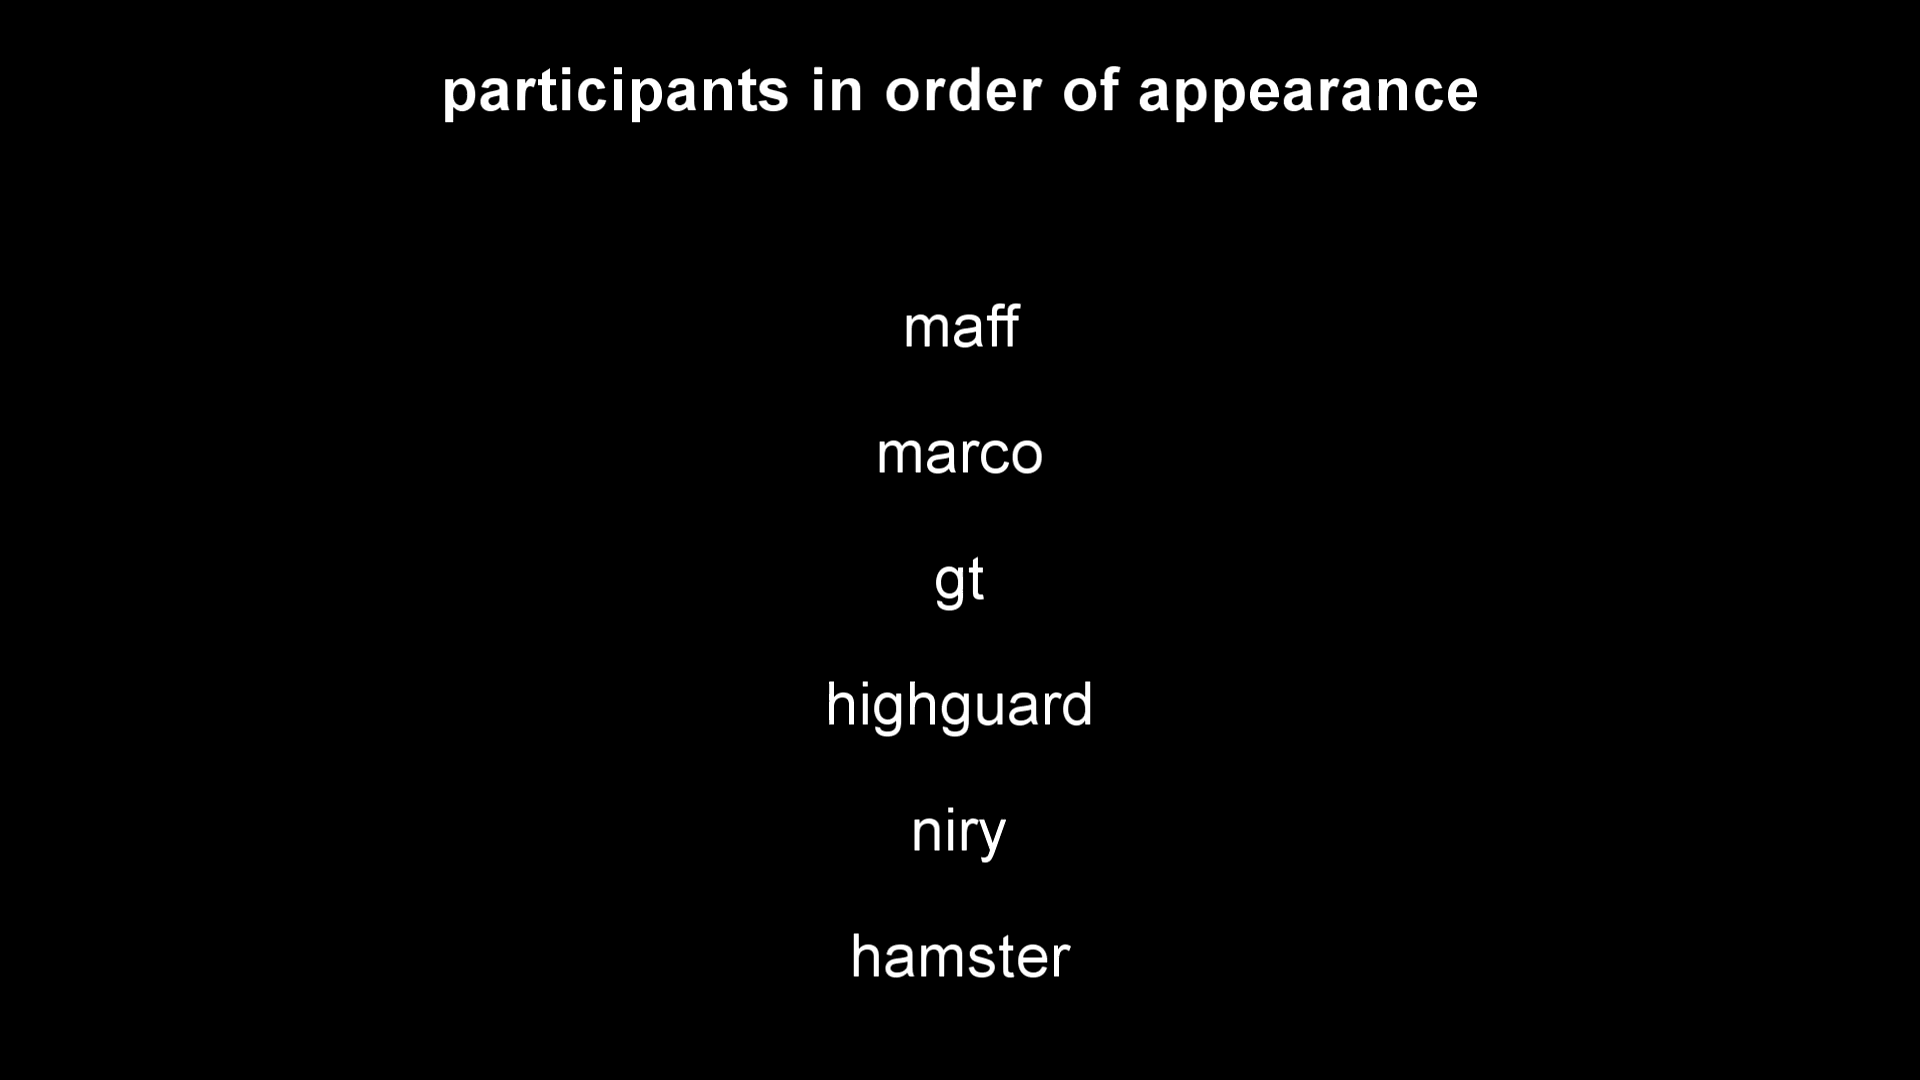 participants in order of appearance
maff
marco
gt
highguard
niry
hamster